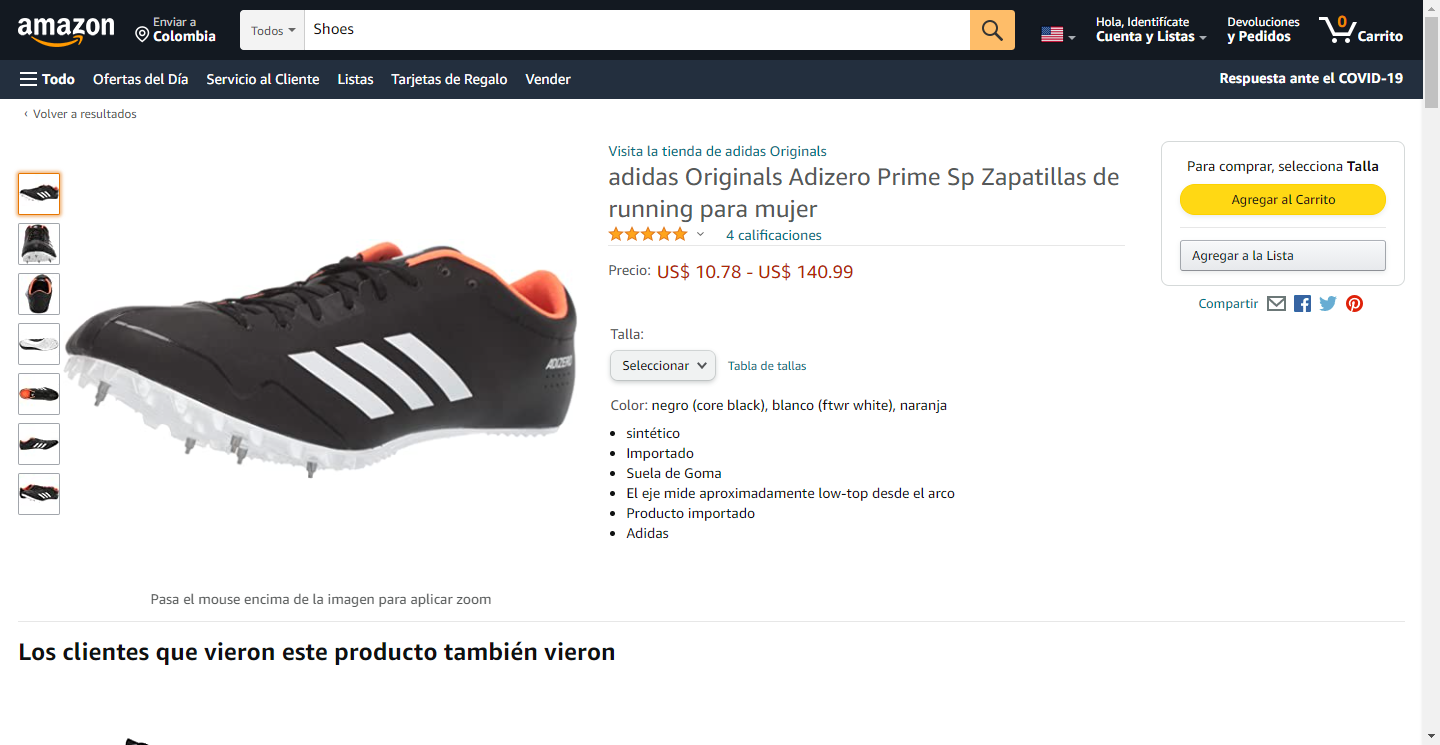 amazon
Enviar a
Colombia
Todos
Shoes
Hola, Identifícate
Cuenta y Listas
Devoluciones
y Pedidos
0
Carrito
Todo
Ofertas del Día
Servicio al Cliente
Listas
Tarjetas de Regalo
Vender
Respuesta ante el COVID-19
‹ Volver a resultados
ADIZERO
Pasa el mouse encima de la imagen para aplicar zoom
Visita la tienda de adidas Originals
adidas Originals Adizero Prime Sp Zapatillas de
running para mujer
4 calificaciones
Precio: US$ 10.78 - US$ 140.99
Talla:
Seleccionar
Tabla de tallas
Color: negro (core black), blanco (ftwr white), naranja
• sintético
• Importado
• Suela de Goma
• El eje mide aproximadamente low-top desde el arco
• Producto importado
• Adidas
Para comprar, selecciona Talla
Agregar al Carrito
Agregar a la Lista
Compartir
Los clientes que vieron este producto también vieron